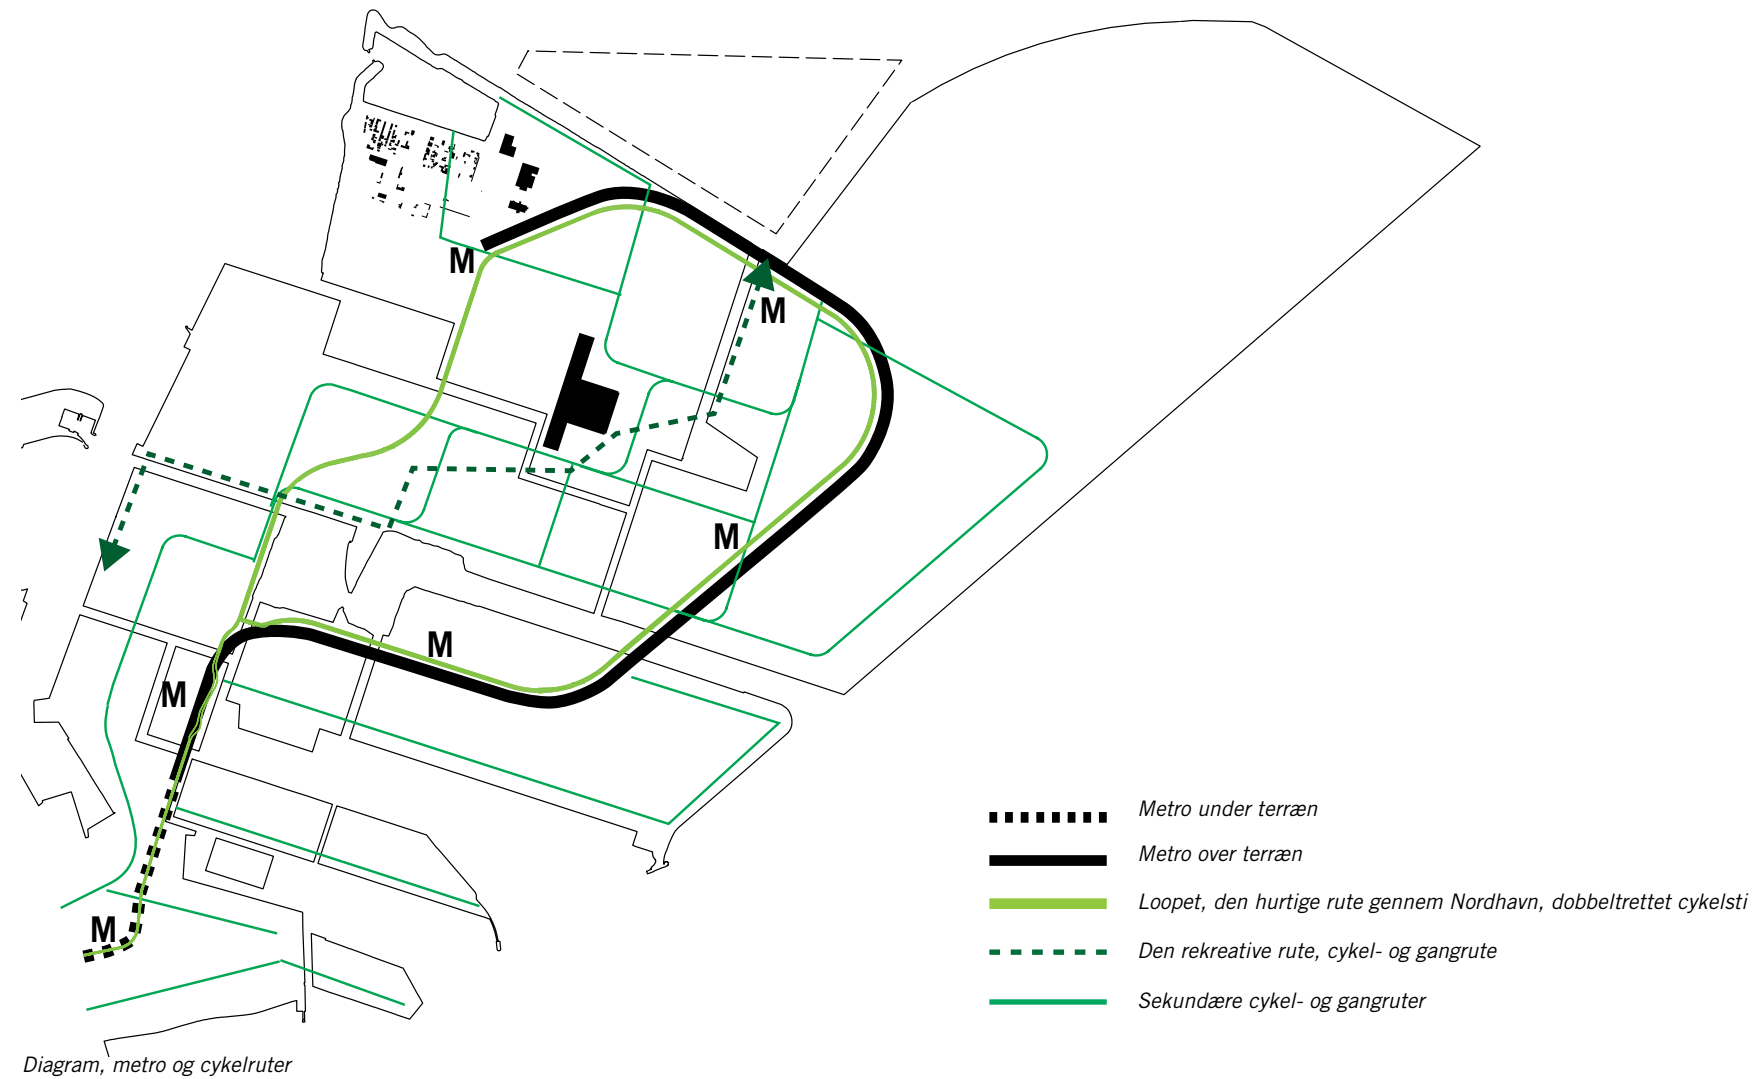 M
M
M
M
M
M
Metro under terræn
Metro over terræn
Loopet, den hurtige rute gennem Nordhavn, dobbeltrettet cykelsti
Den rekreative rute, cykel- og gangrute
Sekundære cykel- og gangruter
Diagram, metro og cykelruter